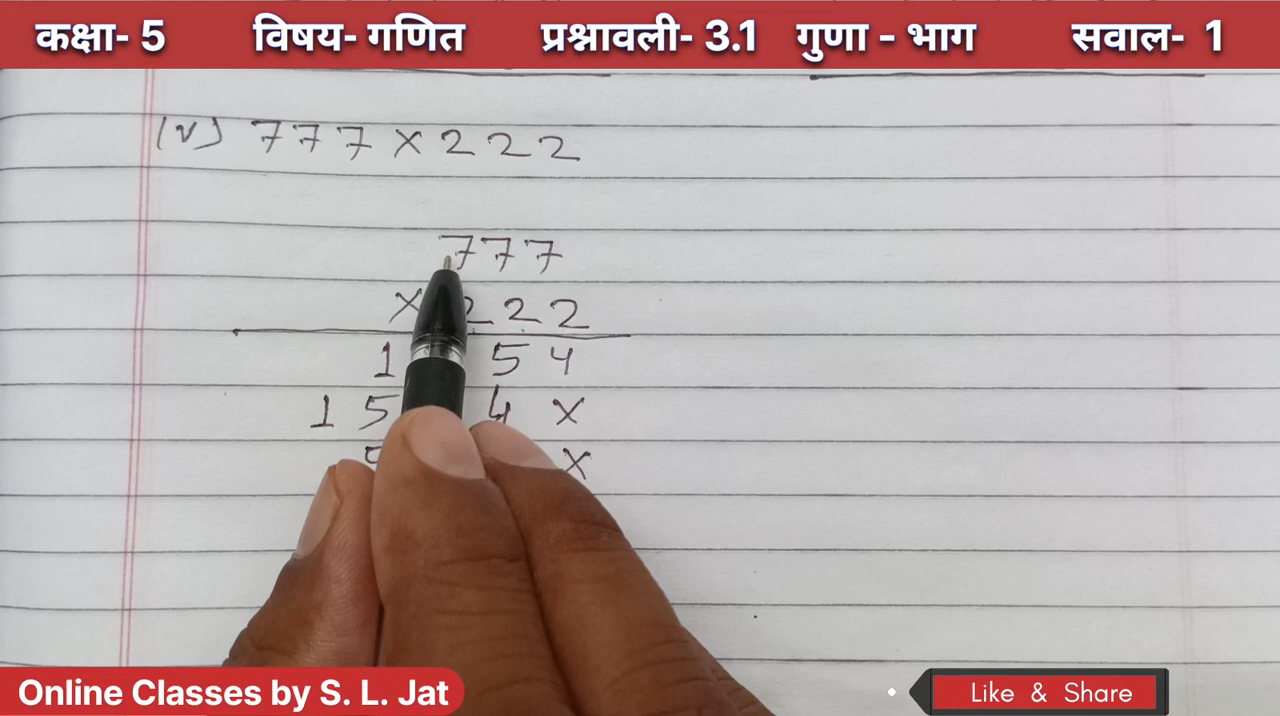 कक्षा- 5 विषय- गणित प्रश्नावली- 3.1 गुणा - भाग सवाल- 1
(v) 777 × 222
777
× 222
1 54
15 4 ×
×
Online Classes by S. L. Jat
Like & Share